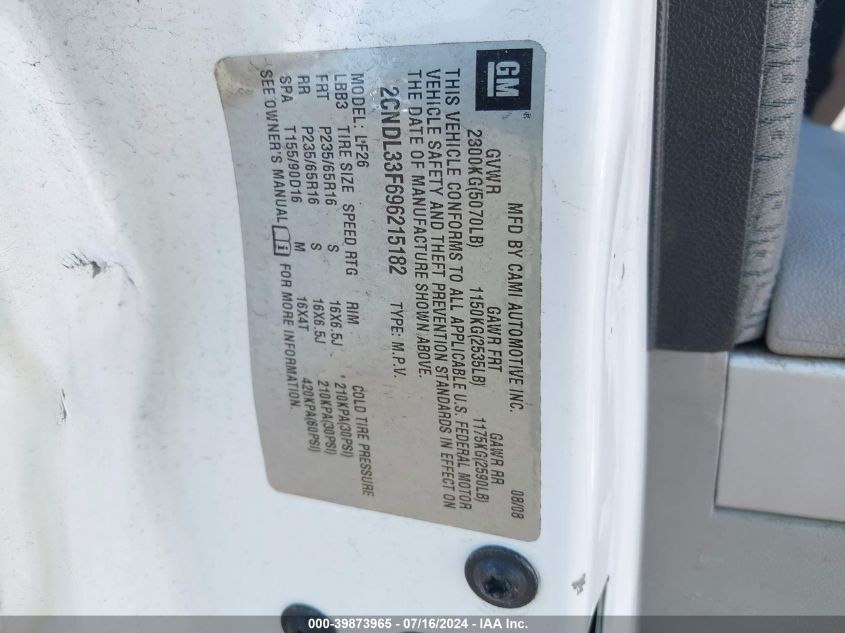 GM
MFD BY CAMI AUTOMOTIVE INC. 08/08
GVWR GAWR FRT GAWR RR
2300KG(5070LB) 1150KG(2535LB) 1175KG(2590LB)
THIS VEHICLE CONFORMS TO ALL APPLICABLE U.S. FEDERAL MOTOR
VEHICLE SAFETY AND THEFT PREVENTION STANDARDS IN EFFECT ON
THE DATE OF MANUFACTURE SHOWN ABOVE.
2CNDL33F696215182 TYPE: M.P.V.
MODEL: LF26
LBB3 TIRE SIZE SPEED RTG RIM COLD TIRE PRESSURE
FRT P235/65R16 S 16X6.5J 210KPA(30PSI)
RR P235/65R16 S 16X6.5J 210KPA(30PSI)
SPA T155/90D16 M 16X4T 420KPA(60PSI)
SEE OWNER'S MANUAL FOR MORE INFORMATION.
000-39873965 - 07/16/2024 - IAA Inc.